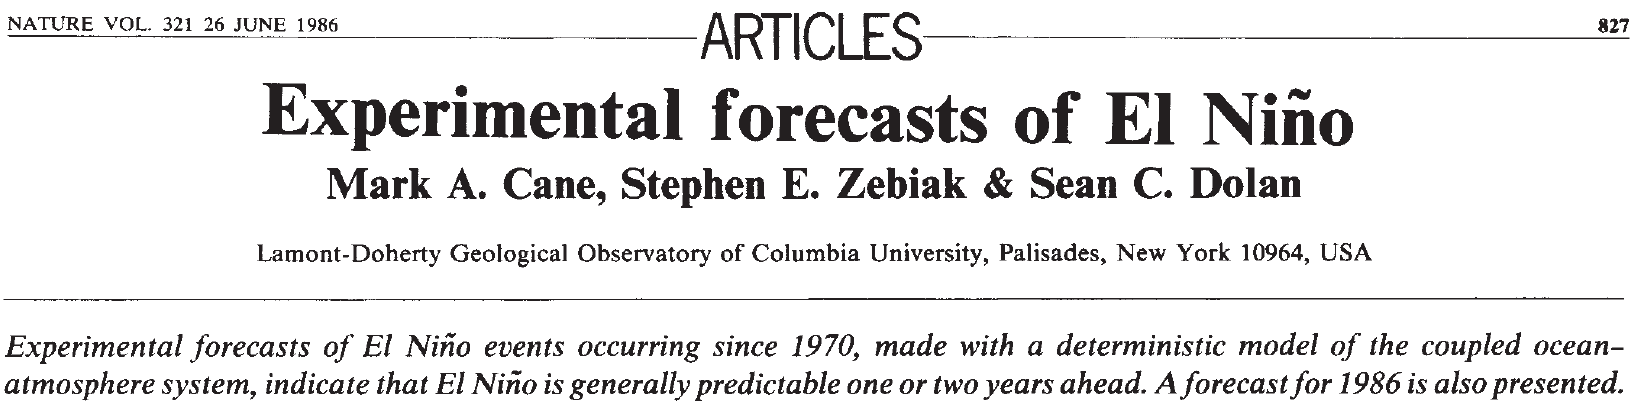 NATURE VOL. 321 26 JUNE 1986 ARTICLES 827
Experimental forecasts of El Niño
Mark A. Cane, Stephen E. Zebiak & Sean C. Dolan
Lamont-Doherty Geological Observatory of Columbia University, Palisades, New York 10964, USA
Experimental forecasts of El Niño events occurring since 1970, made with a deterministic model of the coupled ocean–
atmosphere system, indicate that El Niño is generally predictable one or two years ahead. A forecast for 1986 is also presented.